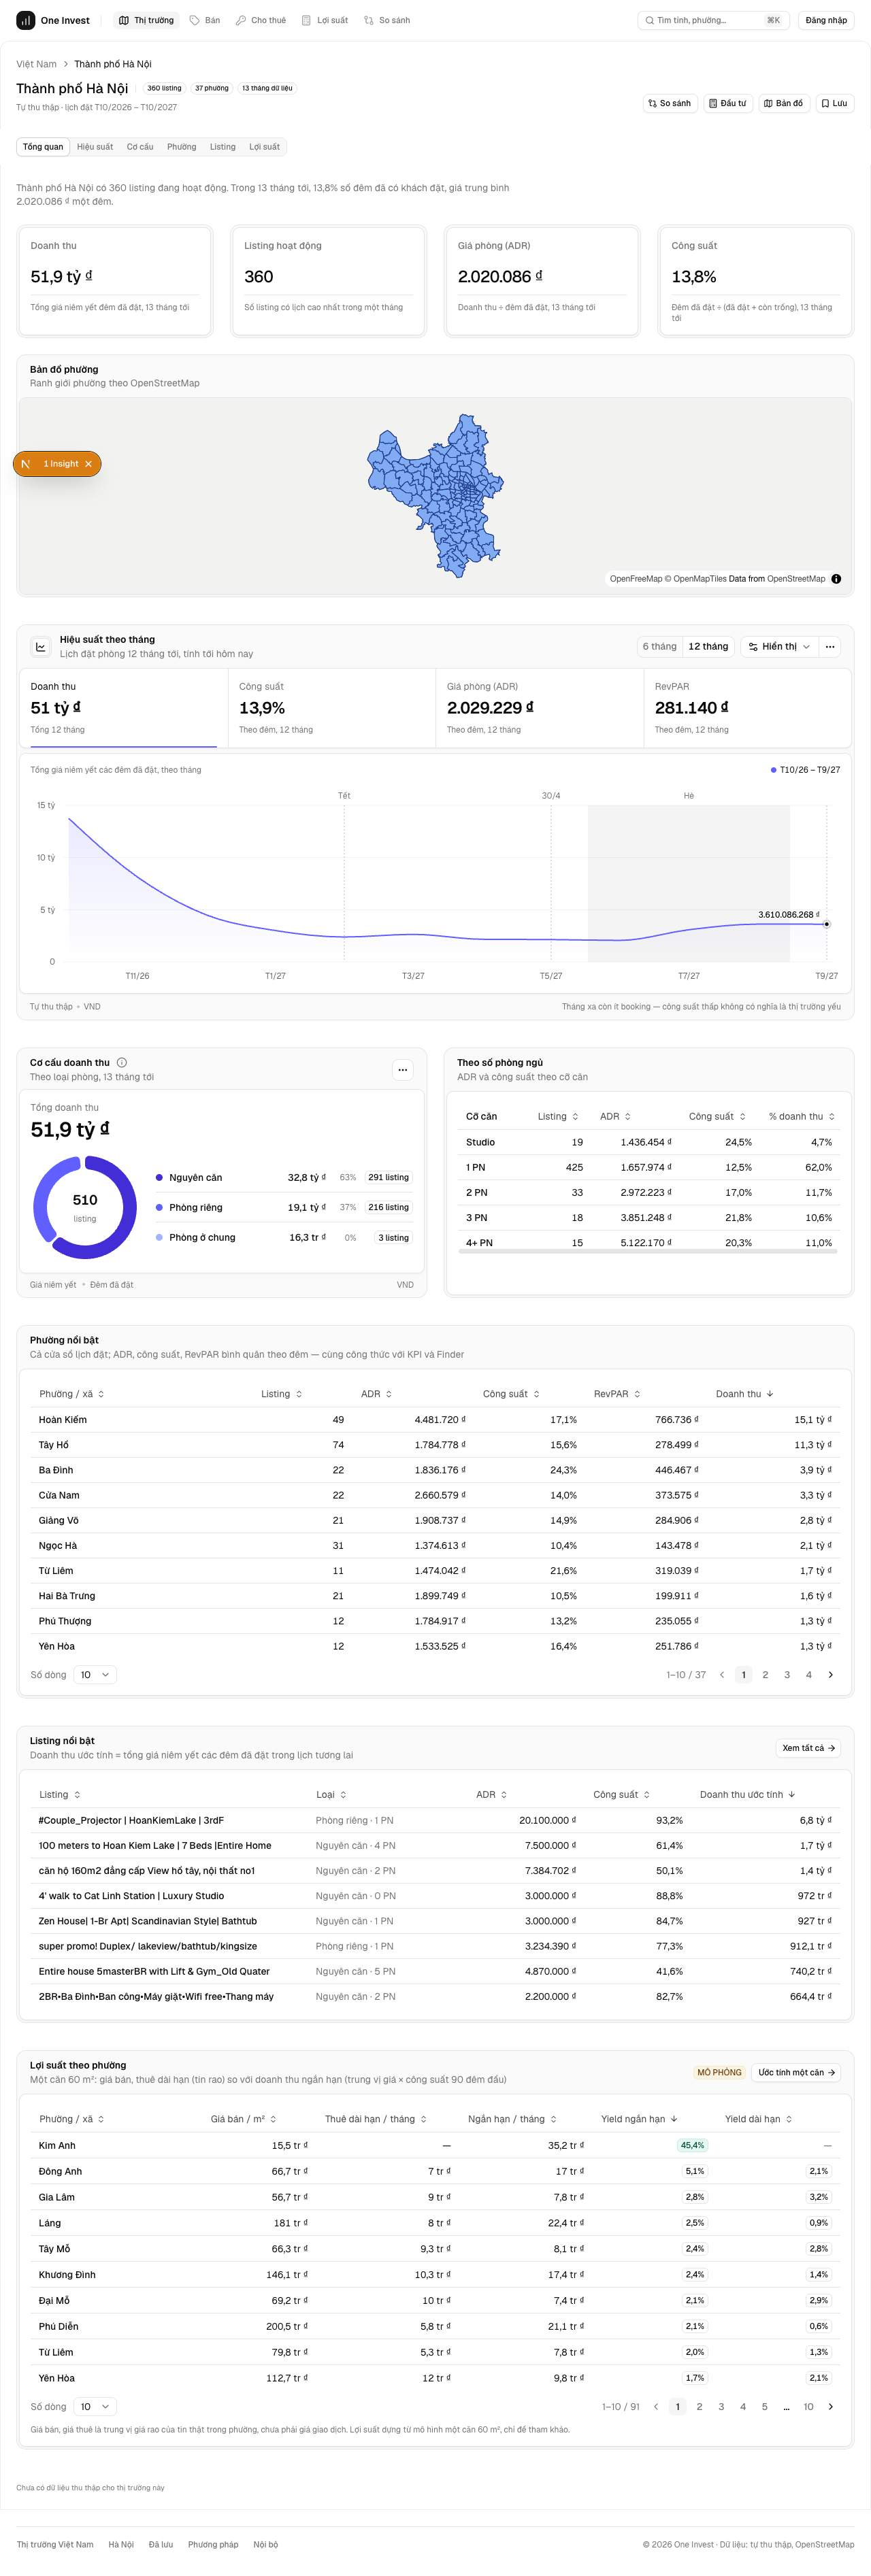 One Invest
Thị trường
Bán
Cho thuê
Lợi suất
So sánh
Tìm tỉnh, phường...
⌘K
Đăng nhập
Việt Nam > Thành phố Hà Nội
Thành phố Hà Nội
360 listing
37 phường
13 tháng dữ liệu
Tự thu thập · lịch đặt T10/2026 – T10/2027
So sánh
Đầu tư
Bản đồ
Lưu
Tổng quan
Hiệu suất
Cơ cấu
Phường
Listing
Lợi suất
Thành phố Hà Nội có 360 listing đang hoạt động. Trong 13 tháng tới, 13,8% số đêm đã có khách đặt, giá trung bình
2.020.086 ₫ một đêm.
Doanh thu
51,9 tỷ ₫
Tổng giá niêm yết đêm đã đặt, 13 tháng tới
Listing hoạt động
360
Số listing có lịch cao nhất trong một tháng
Giá phòng (ADR)
2.020.086 ₫
Doanh thu ÷ đêm đã đặt, 13 tháng tới
Công suất
13,8%
Đêm đã đặt ÷ (đã đặt + còn trống), 13 tháng
tới
Bản đồ phường
Ranh giới phường theo OpenStreetMap
1 Insight
OpenFreeMap © OpenMapTiles Data from OpenStreetMap
Hiệu suất theo tháng
Lịch đặt phòng 12 tháng tới, tính tới hôm nay
6 tháng
12 tháng
Hiển thị
Doanh thu
51 tỷ ₫
Tổng 12 tháng
Công suất
13,9%
Theo đêm, 12 tháng
Giá phòng (ADR)
2.029.229 ₫
Theo đêm, 12 tháng
RevPAR
281.140 ₫
Theo đêm, 12 tháng
Tổng giá niêm yết các đêm đã đặt, theo tháng
T10/26 – T9/27
Tết
30/4
Hè
15 tỷ
10 tỷ
5 tỷ
0
3.610.086.268 ₫
T11/26
T1/27
T3/27
T5/27
T7/27
T9/27
Tự thu thập • VND
Tháng xa còn ít booking — công suất thấp không có nghĩa là thị trường yếu
Cơ cấu doanh thu
Theo loại phòng, 13 tháng tới
Tổng doanh thu
51,9 tỷ ₫
510
listing
Nguyên căn 32,8 tỷ ₫ 63% 291 listing
Phòng riêng 19,1 tỷ ₫ 37% 216 listing
Phòng ở chung 16,3 tr ₫ 0% 3 listing
Giá niêm yết • Đêm đã đặt
VND
Theo số phòng ngủ
ADR và công suất theo cỡ căn
Cỡ căn Listing ADR Công suất % doanh thu
Studio 19 1.436.454 ₫ 24,5% 4,7%
1 PN 425 1.657.974 ₫ 12,5% 62,0%
2 PN 33 2.972.223 ₫ 17,0% 11,7%
3 PN 18 3.851.248 ₫ 21,8% 10,6%
4+ PN 15 5.122.170 ₫ 20,3% 11,0%
Phường nổi bật
Cả cửa sổ lịch đặt; ADR, công suất, RevPAR bình quân theo đêm — cùng công thức với KPI và Finder
Phường / xã Listing ADR Công suất RevPAR Doanh thu
Hoàn Kiếm 49 4.481.720 ₫ 17,1% 766.736 ₫ 15,1 tỷ ₫
Tây Hồ 74 1.784.778 ₫ 15,6% 278.499 ₫ 11,3 tỷ ₫
Ba Đình 22 1.836.176 ₫ 24,3% 446.467 ₫ 3,9 tỷ ₫
Cửa Nam 22 2.660.579 ₫ 14,0% 373.575 ₫ 3,3 tỷ ₫
Giảng Võ 21 1.908.737 ₫ 14,9% 284.906 ₫ 2,8 tỷ ₫
Ngọc Hà 31 1.374.613 ₫ 10,4% 143.478 ₫ 2,1 tỷ ₫
Từ Liêm 11 1.474.042 ₫ 21,6% 319.039 ₫ 1,7 tỷ ₫
Hai Bà Trưng 21 1.899.749 ₫ 10,5% 199.911 ₫ 1,6 tỷ ₫
Phú Thượng 12 1.784.917 ₫ 13,2% 235.055 ₫ 1,3 tỷ ₫
Yên Hòa 12 1.533.525 ₫ 16,4% 251.786 ₫ 1,3 tỷ ₫
Số dòng 10
1–10 / 37 1 2 3 4
Listing nổi bật
Doanh thu ước tính = tổng giá niêm yết các đêm đã đặt trong lịch tương lai
Xem tất cả
Listing Loại ADR Công suất Doanh thu ước tính
#Couple_Projector | HoanKiemLake | 3rdF Phòng riêng · 1 PN 20.100.000 ₫ 93,2% 6,8 tỷ ₫
100 meters to Hoan Kiem Lake | 7 Beds |Entire Home Nguyên căn · 4 PN 7.500.000 ₫ 61,4% 1,7 tỷ ₫
căn hộ 160m2 đẳng cấp View hồ tây, nội thất no1 Nguyên căn · 2 PN 7.384.702 ₫ 50,1% 1,4 tỷ ₫
4' walk to Cat Linh Station | Luxury Studio Nguyên căn · 0 PN 3.000.000 ₫ 88,8% 972 tr ₫
Zen House| 1-Br Apt| Scandinavian Style| Bathtub Nguyên căn · 1 PN 3.000.000 ₫ 84,7% 927 tr ₫
super promo! Duplex/ lakeview/bathtub/kingsize Phòng riêng · 1 PN 3.234.390 ₫ 77,3% 912,1 tr ₫
Entire house 5masterBR with Lift & Gym_Old Quater Nguyên căn · 5 PN 4.870.000 ₫ 41,6% 740,2 tr ₫
2BR•Ba Đình•Ban công•Máy giặt•Wifi free•Thang máy Nguyên căn · 2 PN 2.200.000 ₫ 82,7% 664,4 tr ₫
Lợi suất theo phường
Một căn 60 m²: giá bán, thuê dài hạn (tin rao) so với doanh thu ngắn hạn (trung vị giá × công suất 90 đêm đầu)
MÔ PHỎNG
Ước tính một căn
Phường / xã Giá bán / m² Thuê dài hạn / tháng Ngắn hạn / tháng Yield ngắn hạn Yield dài hạn
Kim Anh 15,5 tr ₫ — 35,2 tr ₫ 45,4% —
Đông Anh 66,7 tr ₫ 7 tr ₫ 17 tr ₫ 5,1% 2,1%
Gia Lâm 56,7 tr ₫ 9 tr ₫ 7,8 tr ₫ 2,8% 3,2%
Láng 181 tr ₫ 8 tr ₫ 22,4 tr ₫ 2,5% 0,9%
Tây Mỗ 66,3 tr ₫ 9,3 tr ₫ 8,1 tr ₫ 2,4% 2,8%
Khương Đình 146,1 tr ₫ 10,3 tr ₫ 17,4 tr ₫ 2,4% 1,4%
Đại Mỗ 69,2 tr ₫ 10 tr ₫ 7,4 tr ₫ 2,1% 2,9%
Phú Diễn 200,5 tr ₫ 5,8 tr ₫ 21,1 tr ₫ 2,1% 0,6%
Từ Liêm 79,8 tr ₫ 5,3 tr ₫ 7,8 tr ₫ 2,0% 1,3%
Yên Hòa 112,7 tr ₫ 12 tr ₫ 9,8 tr ₫ 1,7% 2,1%
Số dòng 10
1–10 / 91 1 2 3 4 5 ... 10
Giá bán, giá thuê là trung vị giá rao của tin thật trong phường, chưa phải giá giao dịch. Lợi suất dựng từ mô hình một căn 60 m², chỉ để tham khảo.
Chưa có dữ liệu thu thập cho thị trường này
Thị trường Việt Nam
Hà Nội
Đã lưu
Phương pháp
Nội bộ
© 2026 One Invest · Dữ liệu: tự thu thập, OpenStreetMap